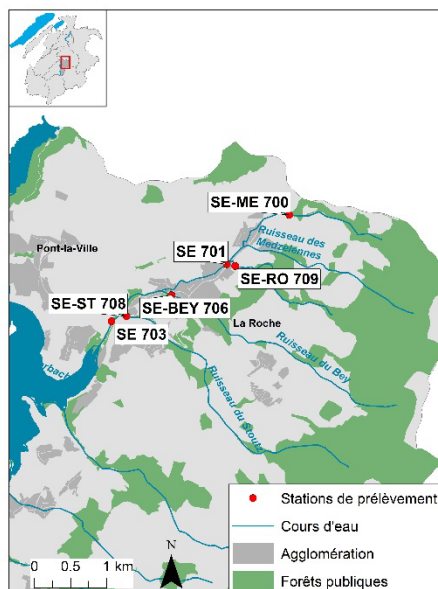 SE-ME 700
Ruisseau des
Medzelennes
SE 701
Pont-la-Ville
SE-RO 709
SE-ST 708
SE-BEY 706
La Roche
SE 703
Ruisseau du Bey
Ruisseau du Stoutz
Stations de prélèvement
Cours d'eau
N
Agglomération
0 0.5 1 km
Forêts publiques